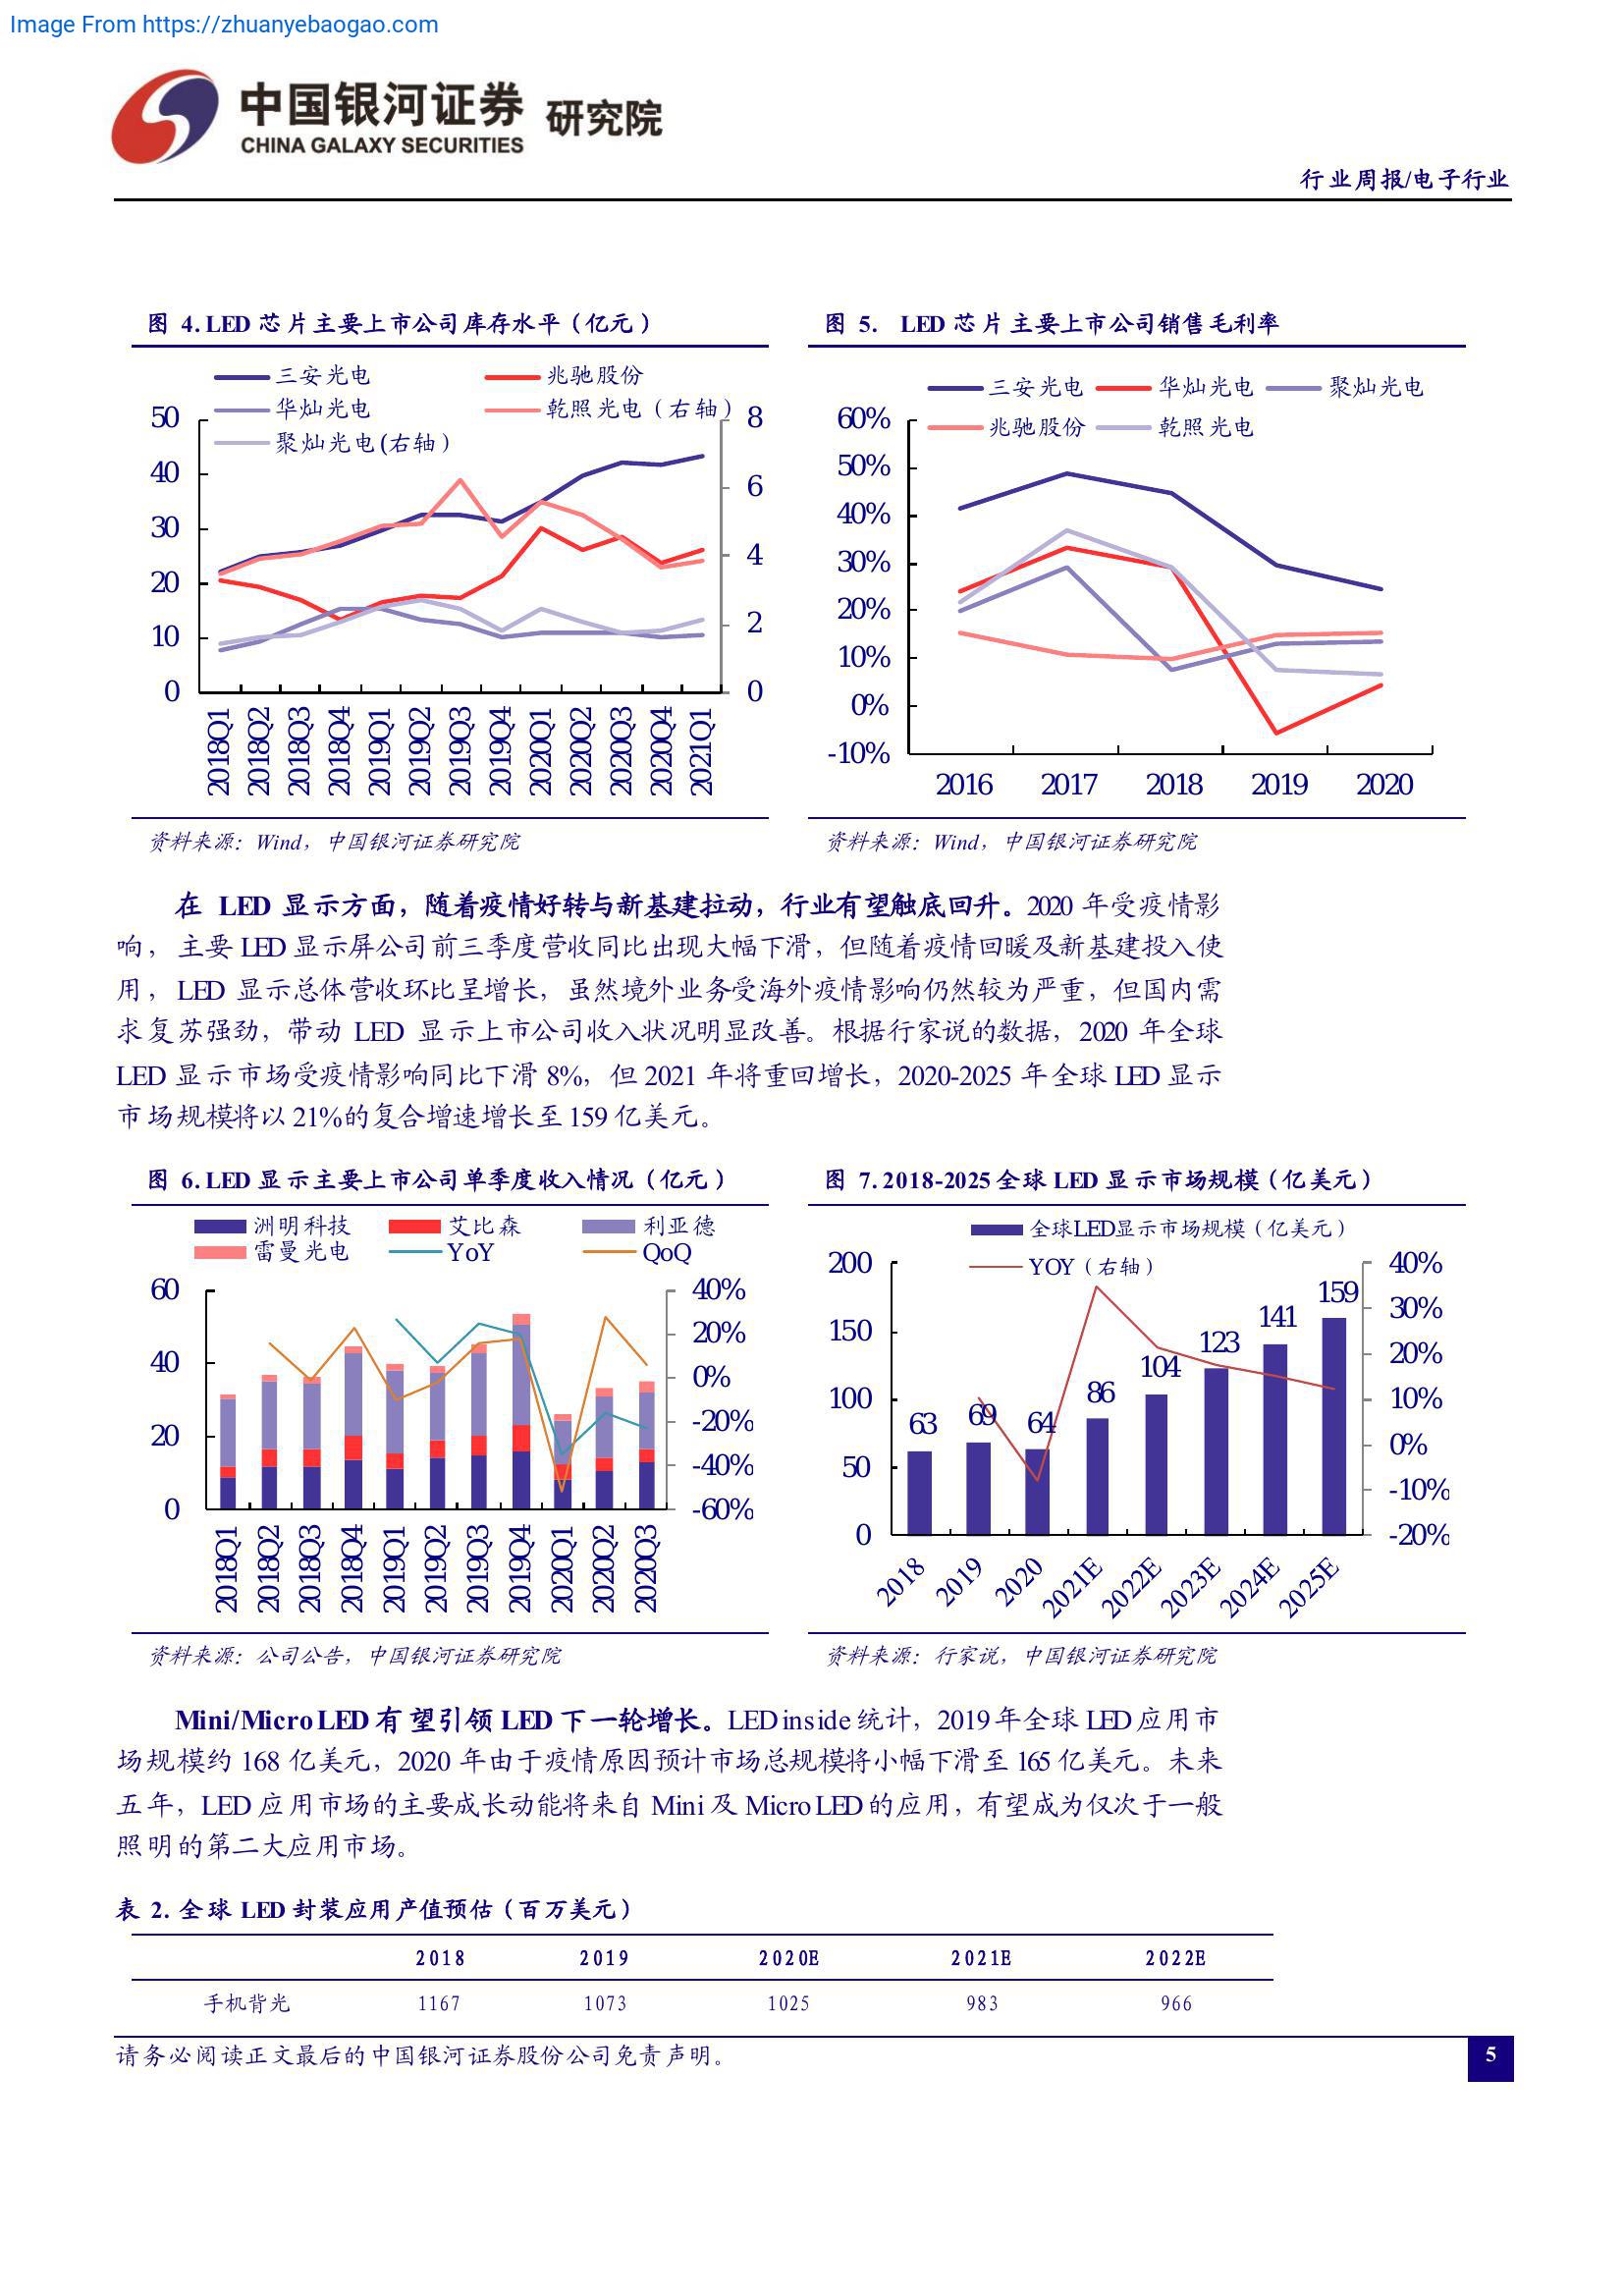 Image From https://zhuanyebaogao.com
中国银河证券 研究院
CHINA GALAXY SECURITIES
行业周报/电子行业
图 4. LED 芯片主要上市公司库存水平（亿元）
三安光电 兆驰股份
华灿光电 乾照光电（右轴）
聚灿光电(右轴)
50
40
30
20
10
0
8
6
4
2
0
2018Q1 2018Q2 2018Q3 2018Q4 2019Q1 2019Q2 2019Q3 2019Q4 2020Q1 2020Q2 2020Q3 2020Q4 2021Q1
资料来源：Wind，中国银河证券研究院
图 5. LED 芯片主要上市公司销售毛利率
三安光电 华灿光电 聚灿光电
兆驰股份 乾照光电
60%
50%
40%
30%
20%
10%
0%
-10%
2016 2017 2018 2019 2020
资料来源：Wind，中国银河证券研究院
在 LED 显示方面，随着疫情好转与新基建拉动，行业有望触底回升。2020 年受疫情影
响，主要 LED 显示屏公司前三季度营收同比出现大幅下滑，但随着疫情回暖及新基建投入使
用，LED 显示总体营收环比呈增长，虽然境外业务受海外疫情影响仍然较为严重，但国内需
求复苏强劲，带动 LED 显示上市公司收入状况明显改善。根据行家说的数据，2020 年全球
LED 显示市场受疫情影响同比下滑 8%，但 2021 年将重回增长，2020-2025 年全球 LED 显示
市场规模将以 21%的复合增速增长至 159 亿美元。
图 6. LED 显示主要上市公司单季度收入情况（亿元）
洲明科技 艾比森 利亚德
雷曼光电 YoY QoQ
60
40
20
0
40%
20%
0%
-20%
-40%
-60%
2018Q1 2018Q2 2018Q3 2018Q4 2019Q1 2019Q2 2019Q3 2019Q4 2020Q1 2020Q2 2020Q3
资料来源：公司公告，中国银河证券研究院
图 7. 2018-2025 全球 LED 显示市场规模（亿美元）
全球LED显示市场规模（亿美元）
YOY（右轴）
200
150
100
50
0
63 69 64 86 104 123 141 159
40%
30%
20%
10%
0%
-10%
-20%
2018 2019 2020 2021E 2022E 2023E 2024E 2025E
资料来源：行家说，中国银河证券研究院
Mini/Micro LED 有望引领 LED 下一轮增长。LEDinside 统计，2019 年全球 LED 应用市
场规模约 168 亿美元，2020 年由于疫情原因预计市场总规模将小幅下滑至 165 亿美元。未来
五年，LED 应用市场的主要成长动能将来自 Mini 及 Micro LED 的应用，有望成为仅次于一般
照明的第二大应用市场。
表 2. 全球 LED 封装应用产值预估（百万美元）
2018 2019 2020E 2021E 2022E
手机背光 1167 1073 1025 983 966
请务必阅读正文最后的中国银河证券股份公司免责声明。
5